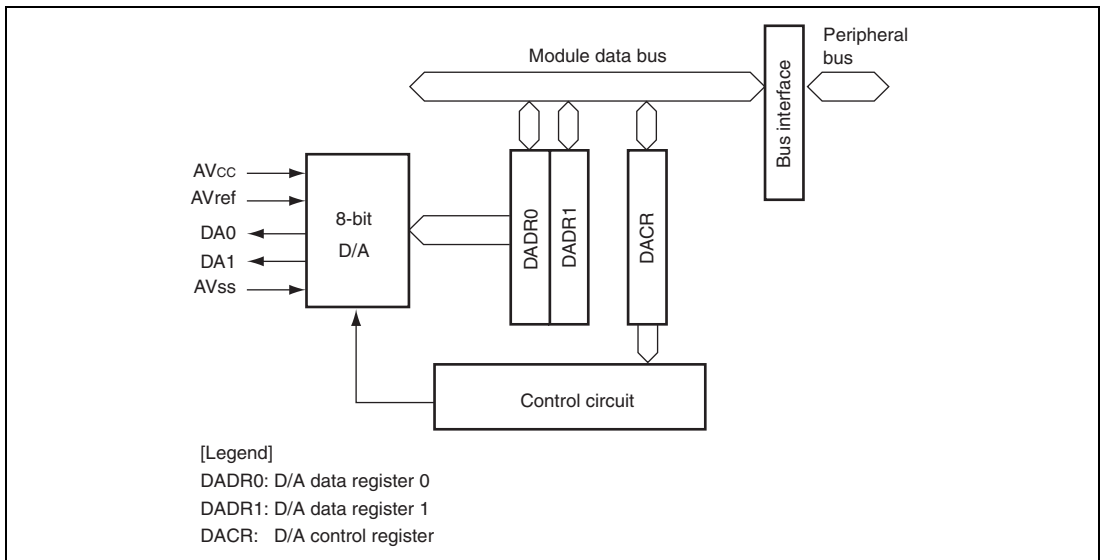 Module data bus
Peripheral
bus
Bus interface
AVcc
AVref
DA0
DA1
AVss
8-bit
D/A
DADR0
DADR1
DACR
Control circuit
[Legend]
DADR0: D/A data register 0
DADR1: D/A data register 1
DACR: D/A control register